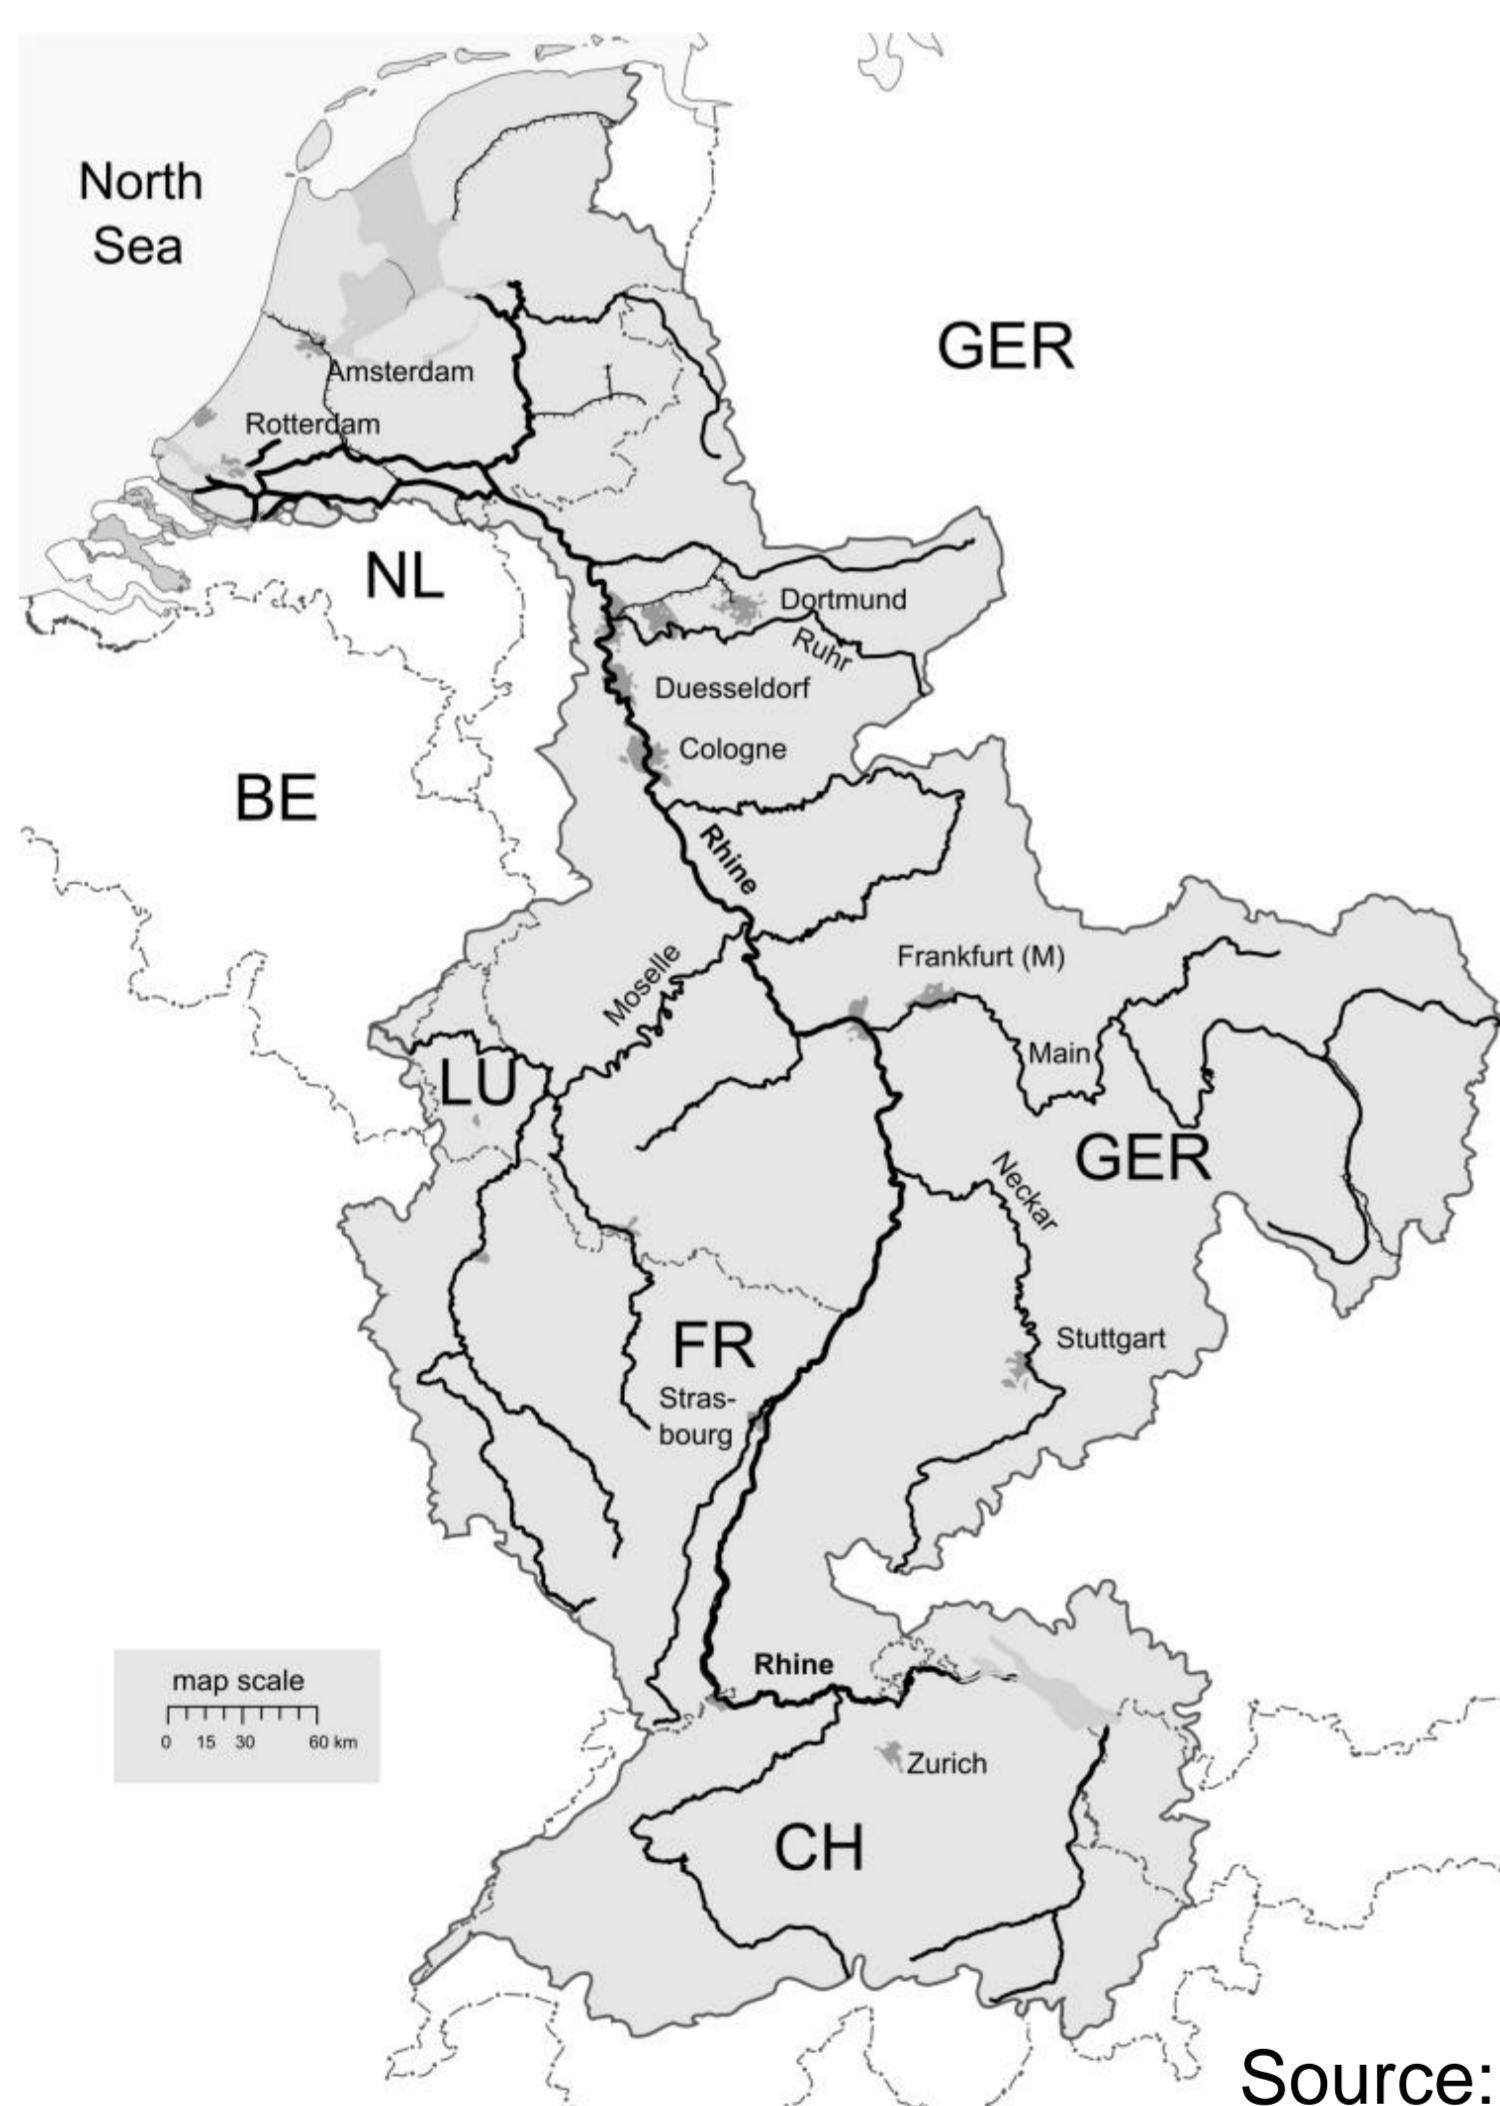 North
Sea
GER
Amsterdam
Rotterdam
NL
Dortmund
Ruhr
Duesseldorf
Cologne
BE
Rhine
Frankfurt (M)
Moselle
Main
LU
GER
Neckar
FR
Stuttgart
Stras-
bourg
Rhine
map scale
0 15 30 60 km
Zurich
CH
Source: